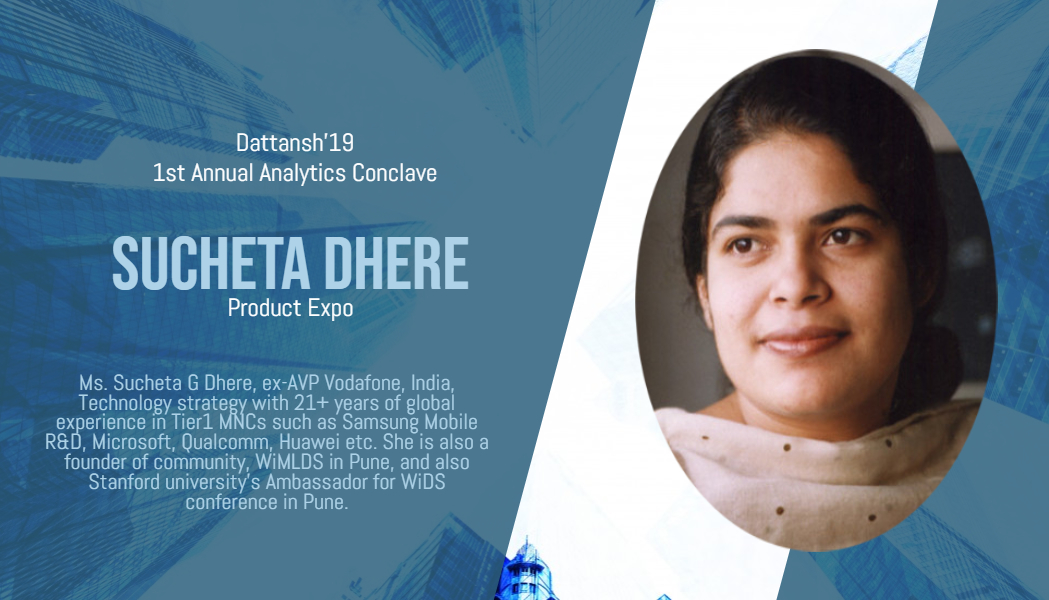 Dattansh'19
1st Annual Analytics Conclave
SUCHETA DHERE
Product Expo
Ms. Sucheta G Dhere, ex-AVP Vodafone, India,
Technology strategy with 21+ years of global
experience in Tier1 MNCs such as Samsung Mobile
R&D, Microsoft, Qualcomm, Huawei etc. She is also a
founder of community, WiMLDS in Pune, and also
Stanford university's Ambassador for WiDS
conference in Pune.